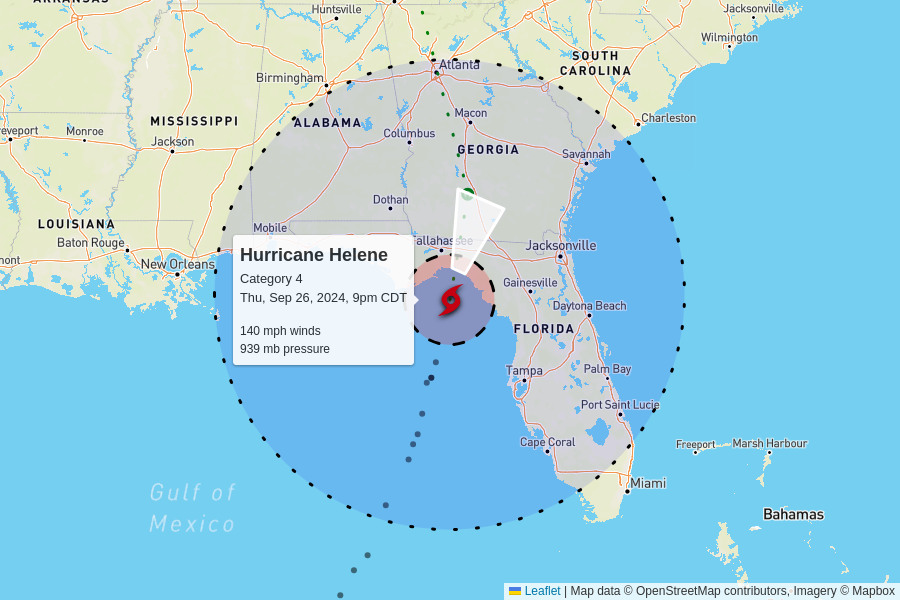 ARKANSAS
Huntsville
Jacksonville
Wilmington
SOUTH
CAROLINA
Atlanta
Birmingham
Macon
Charleston
MISSISSIPPI
ALABAMA
reveport
Monroe
Jackson
Columbus
GEORGIA
Savannah
Dothan
LOUISIANA
Mobile
Baton Rouge
allahassee
Jacksonville
mont
New Orleans
Hurricane Helene
Category 4
Thu, Sep 26, 2024, 9pm CDT
140 mph winds
939 mb pressure
Gainesville
Daytona Beach
FLORIDA
Tampa
Palm Bay
Port Saint Lucie
Cape Coral
Freeport
Marsh Harbour
Miami
Gulf of
Mexico
Bahamas
Leaflet | Map data © OpenStreetMap contributors, Imagery © Mapbox